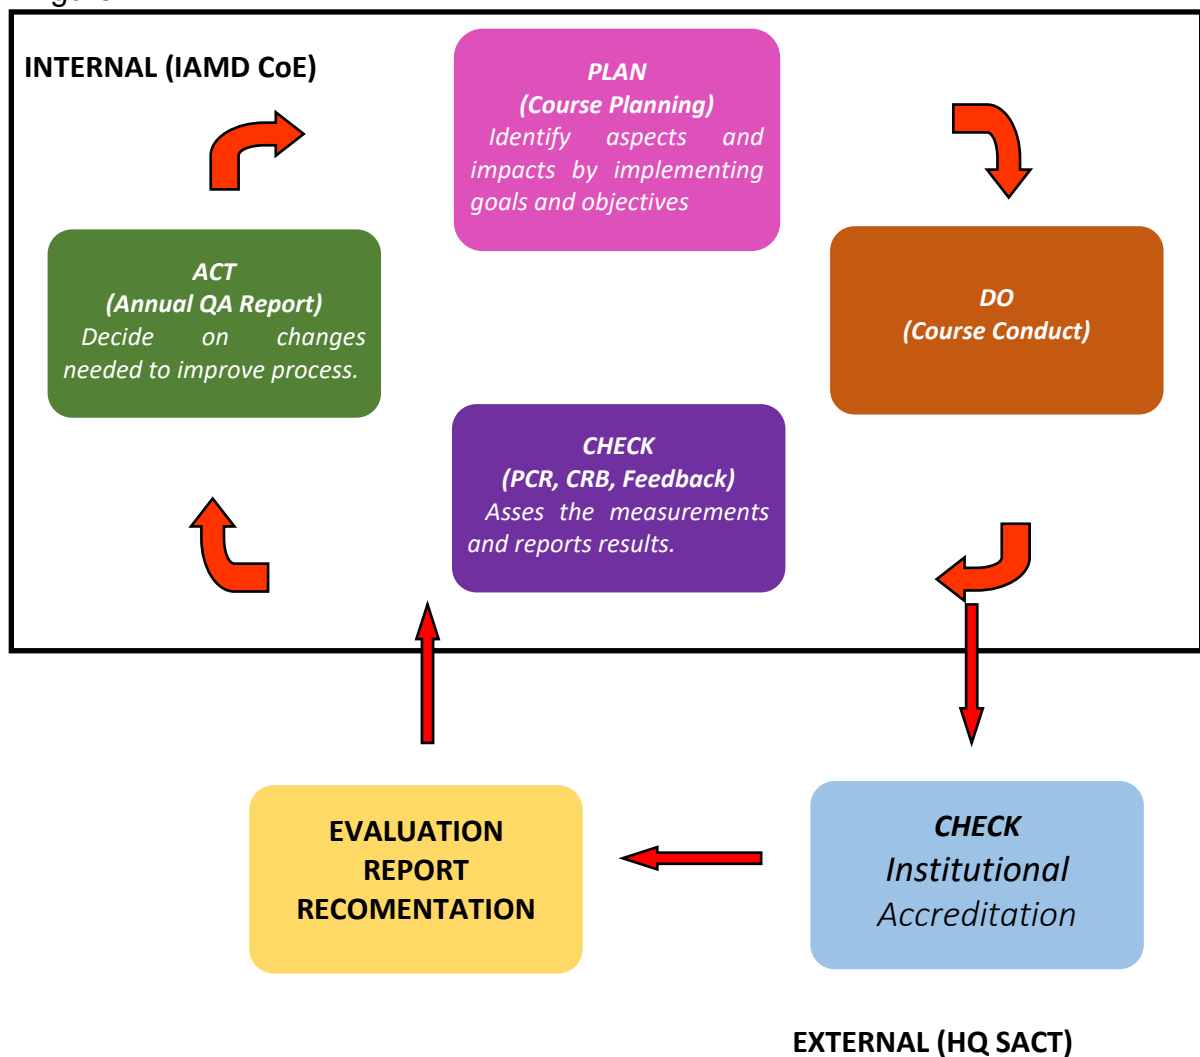 INTERNAL (IAMD CoE)
PLAN
(Course Planning)
Identify aspects and
impacts by implementing
goals and objectives
ACT
(Annual QA Report)
Decide on changes
needed to improve process.
DO
(Course Conduct)
CHECK
(PCR, CRB, Feedback)
Asses the measurements
and reports results.
EVALUATION
REPORT
RECOMENTATION
CHECK
Institutional
Accreditation
EXTERNAL (HQ SACT)